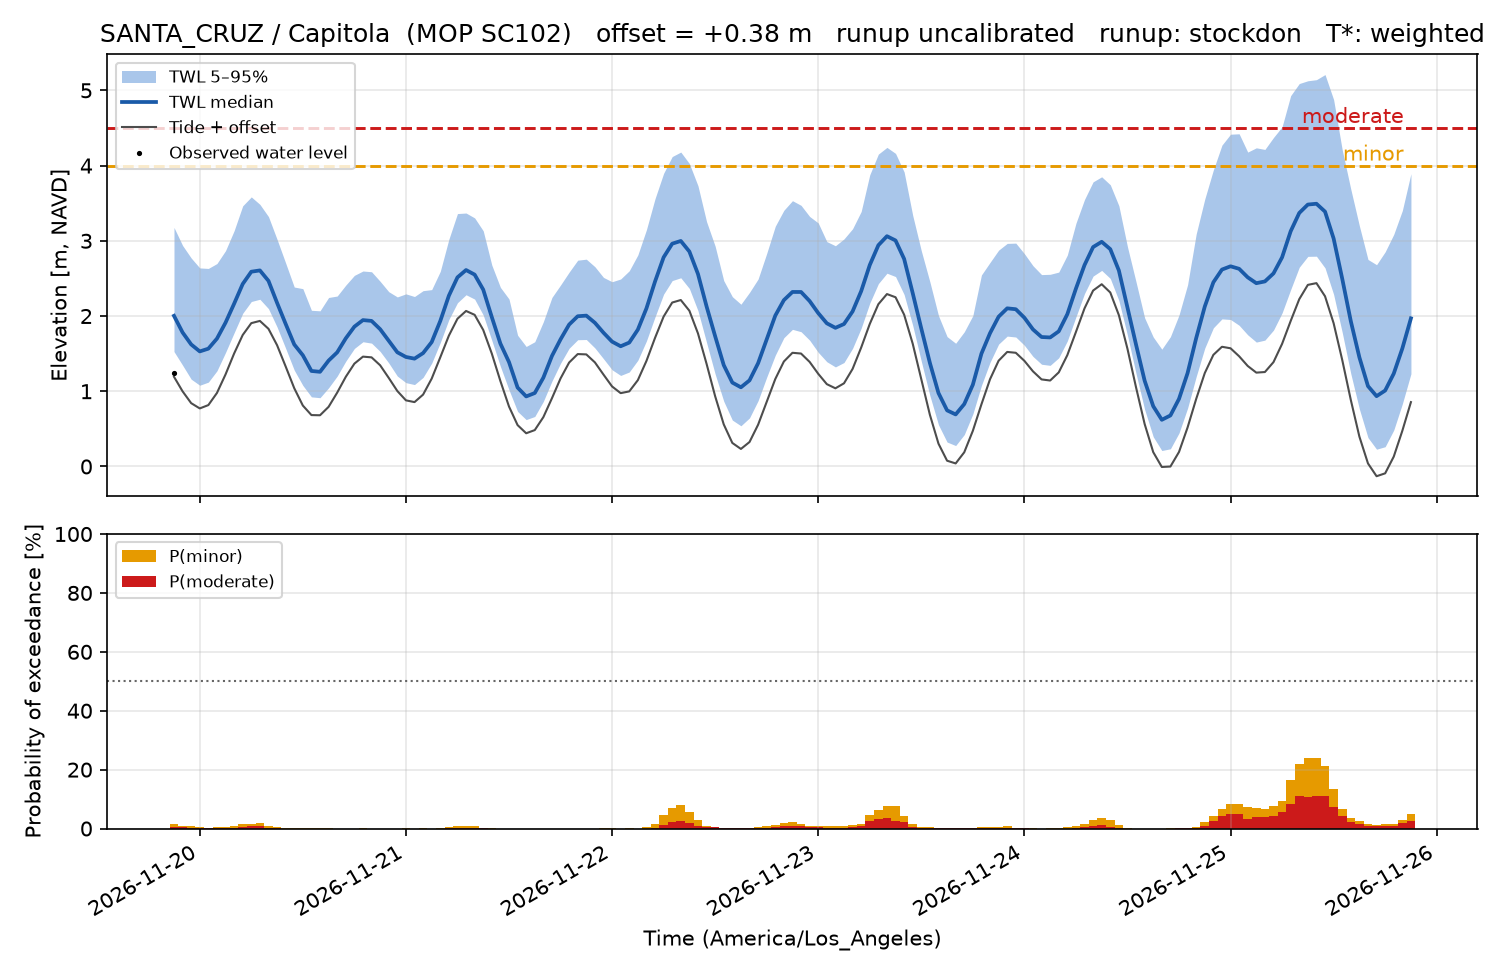 SANTA_CRUZ / Capitola  (MOP SC102)   offset = +0.38 m   runup uncalibrated   runup: stockdon   T*: weighted
TWL 5–95%
TWL median
Tide + offset
Observed water level
moderate
minor
Elevation [m, NAVD]
5
4
3
2
1
0
P(minor)
P(moderate)
Probability of exceedance [%]
100
80
60
40
20
0
2026-11-20
2026-11-21
2026-11-22
2026-11-23
2026-11-24
2026-11-25
2026-11-26
Time (America/Los_Angeles)